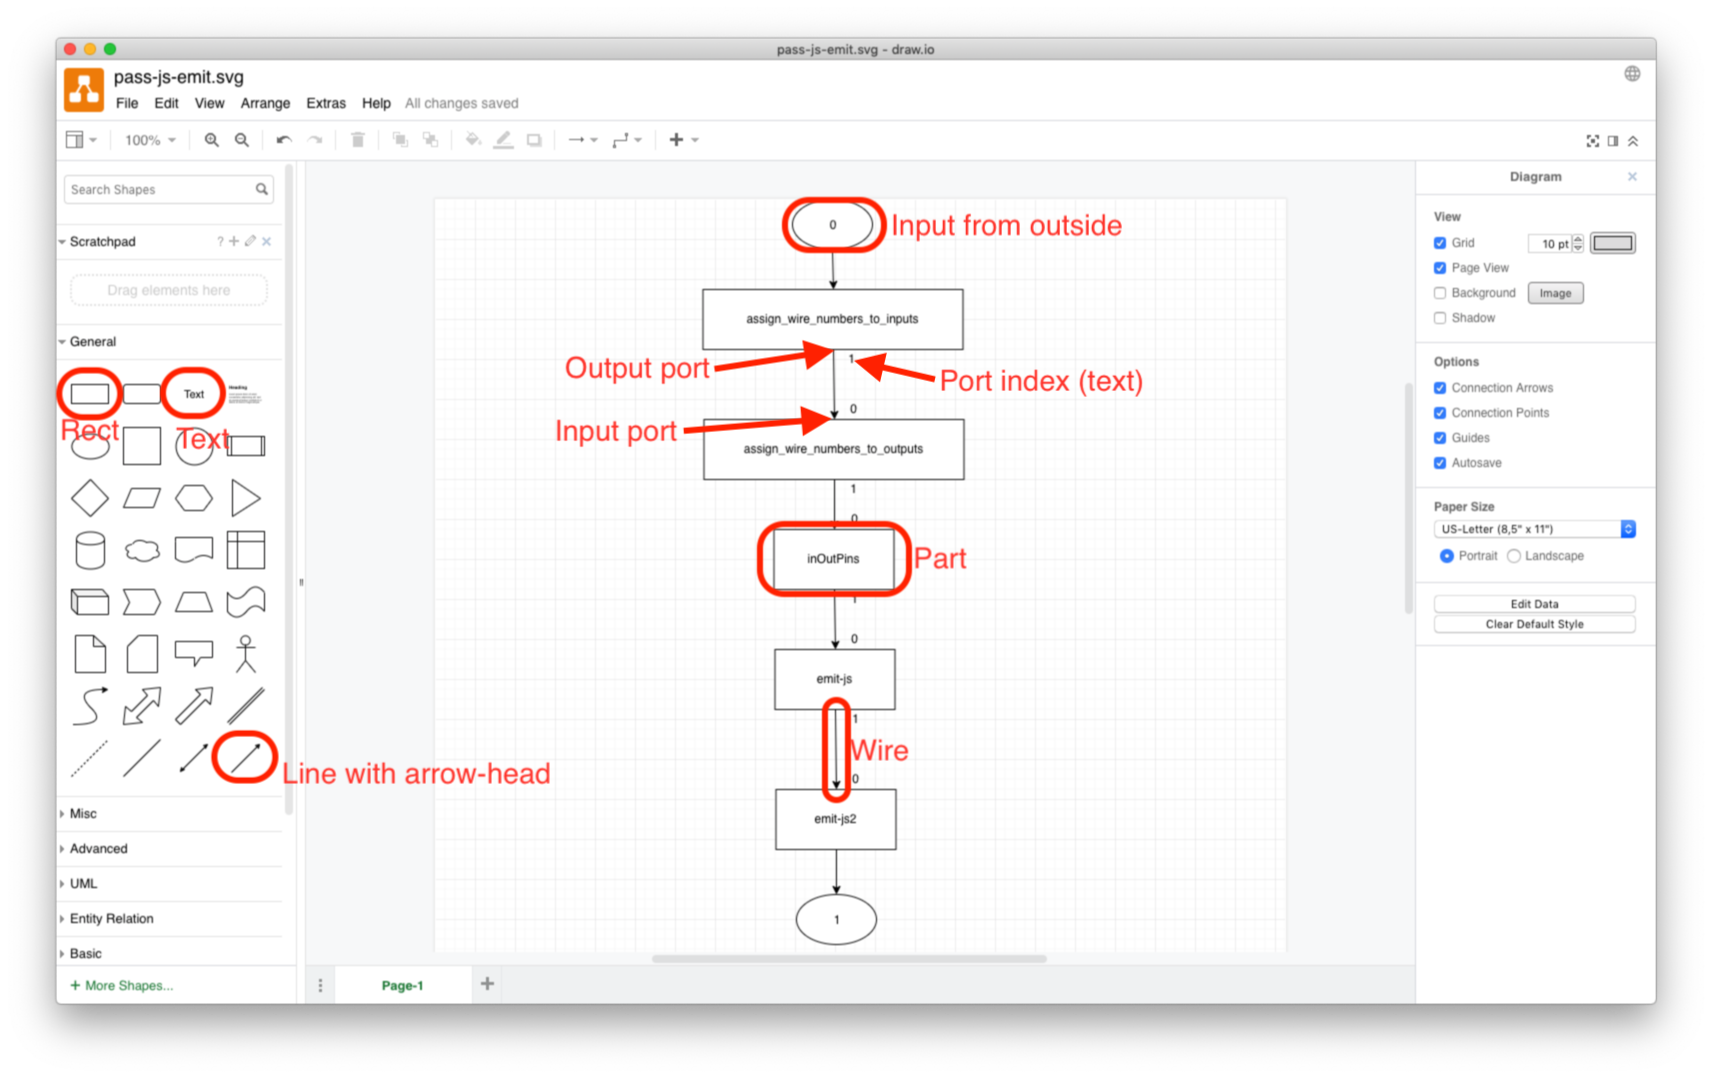 pass-js-emit.svg - draw.io
pass-js-emit.svg
File Edit View Arrange Extras Help All changes saved
100%
Search Shapes
Scratchpad
?
Drag elements here
General
Text
Heading
Rect
Text
Line with arrow-head
Misc
Advanced
UML
Entity Relation
Basic
+ More Shapes...
0
Input from outside
assign_wire_numbers_to_inputs
Output port
1
Port index (text)
0
Input port
assign_wire_numbers_to_outputs
1
0
inOutPins
Part
1
0
emit-js
1
Wire
0
emit-js2
1
Page-1
Diagram
View
Grid
10 pt
Page View
Background
Image
Shadow
Options
Connection Arrows
Connection Points
Guides
Autosave
Paper Size
US-Letter (8,5" x 11")
Portrait Landscape
Edit Data
Clear Default Style